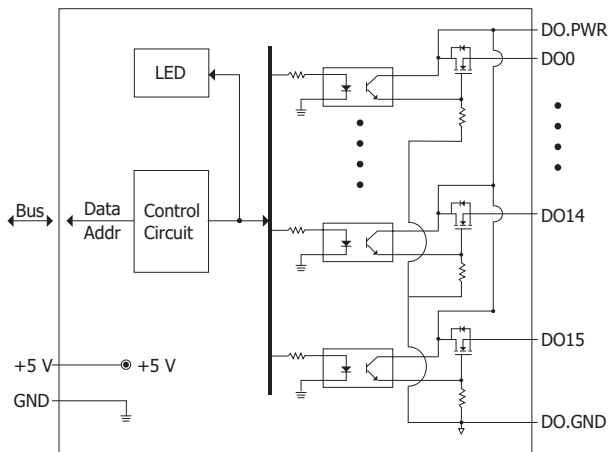 DO.PWR
LED
DO0
Bus
Data
Addr
Control
Circuit
DO14
DO15
+5 V
+5 V
GND
DO.GND